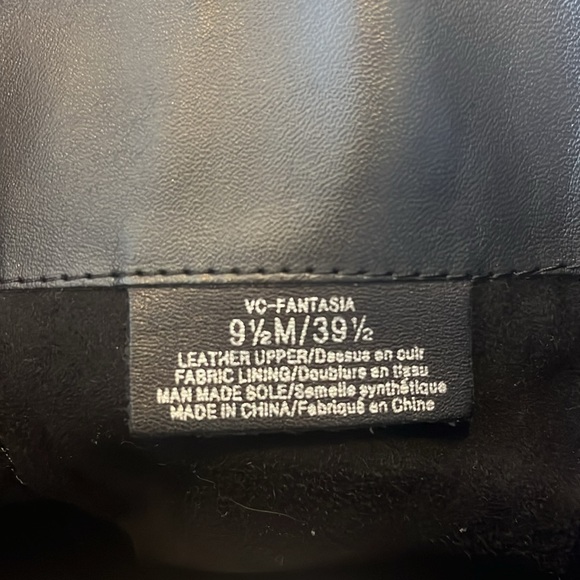 VC-FANTASIA
9½M/39½
LEATHER UPPER/Dessus en cuir
FABRIC LINING/Doublure en tissu
MAN MADE SOLE/Semelle synthétique
MADE IN CHINA/Fabriqué en Chine